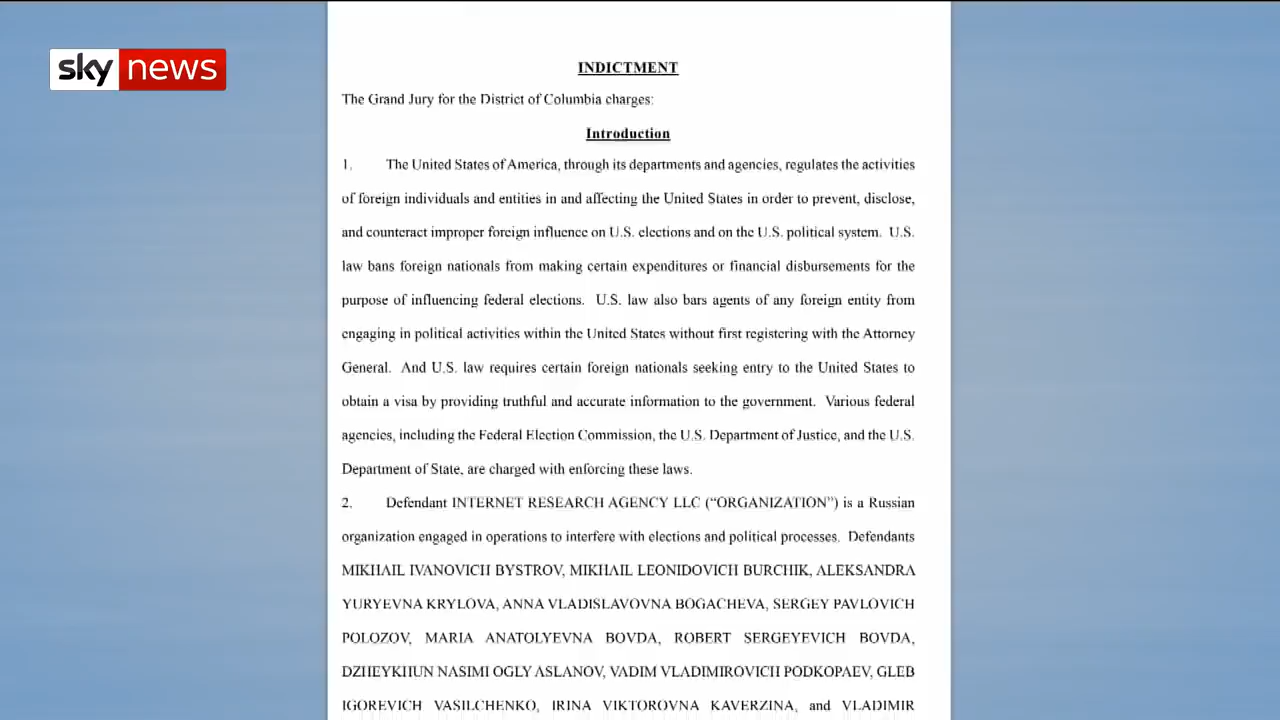 sky news
INDICTMENT
The Grand Jury for the District of Columbia charges:
Introduction
1. The United States of America, through its departments and agencies, regulates the activities
of foreign individuals and entities in and affecting the United States in order to prevent, disclose,
and counteract improper foreign influence on U.S. elections and on the U.S. political system. U.S.
law bans foreign nationals from making certain expenditures or financial disbursements for the
purpose of influencing federal elections. U.S. law also bars agents of any foreign entity from
engaging in political activities within the United States without first registering with the Attorney
General. And U.S. law requires certain foreign nationals seeking entry to the United States to
obtain a visa by providing truthful and accurate information to the government. Various federal
agencies, including the Federal Election Commission, the U.S. Department of Justice, and the U.S.
Department of State, are charged with enforcing these laws.
2. Defendant INTERNET RESEARCH AGENCY LLC (“ORGANIZATION”) is a Russian
organization engaged in operations to interfere with elections and political processes. Defendants
MIKHAIL IVANOVICH BYSTROV, MIKHAIL LEONIDOVICH BURCHIK, ALEKSANDRA
YURYEVNA KRYLOVA, ANNA VLADISLAVOVNA BOGACHEVA, SERGEY PAVLOVICH
POLOZOV, MARIA ANATOLYEVNA BOVDA, ROBERT SERGEYEVICH BOVDA,
DZHEYKHUN NASIMI OGLY ASLANOV, VADIM VLADIMIROVICH PODKOPAEV, GLEB
IGOREVICH VASILCHENKO, IRINA VIKTOROVNA KAVERZINA, and VLADIMIR